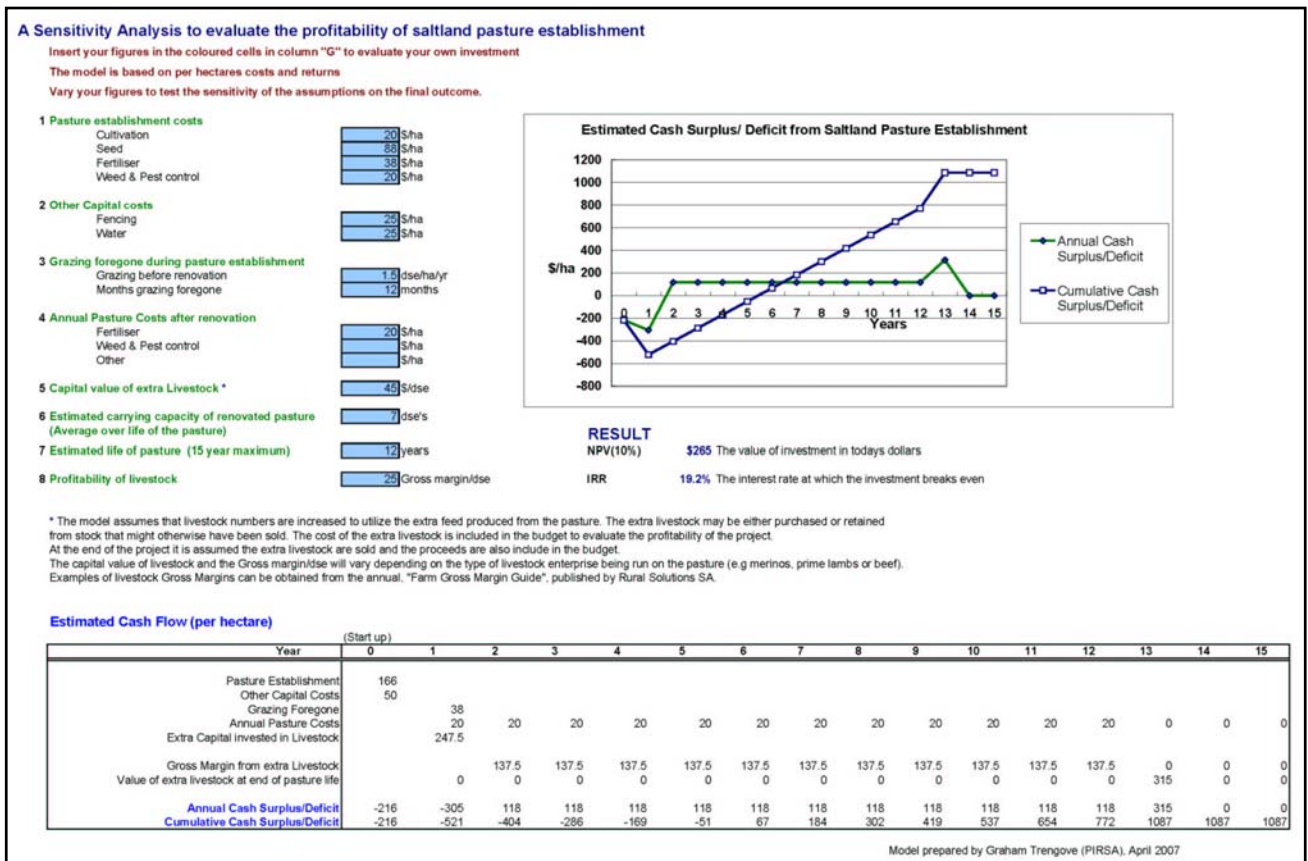 A Sensitivity Analysis to evaluate the profitability of saltland pasture establishment
Insert your figures in the coloured cells in column "G" to evaluate your own investment
The model is based on per hectares costs and returns
Vary your figures to test the sensitivity of the assumptions on the final outcome.
1 Pasture establishment costs
Cultivation 20 $/ha
Seed 88 $/ha
Fertiliser 38 $/ha
Weed & Pest control 20 $/ha
2 Other Capital costs
Fencing 25 $/ha
Water 25 $/ha
3 Grazing foregone during pasture establishment
Grazing before renovation 1.5 dse/ha/yr
Months grazing foregone 12 months
4 Annual Pasture Costs after renovation
Fertiliser 20 $/ha
Weed & Pest control $/ha
Other $/ha
5 Capital value of extra Livestock * 45 $/dse
6 Estimated carrying capacity of renovated pasture 7 dse's
(Average over life of the pasture)
7 Estimated life of pasture (15 year maximum) 12 years
8 Profitability of livestock 25 Gross margin/dse
Estimated Cash Surplus/ Deficit from Saltland Pasture Establishment
1200
1000
800
600
400
200
0
-200
-400
-600
-800
$/ha
0 1 2 3 4 5 6 7 8 9 10 11 12 13 14 15
Years
Annual Cash
Surplus/Deficit
Cumulative Cash
Surplus/Deficit
RESULT
NPV(10%) $265 The value of investment in todays dollars
IRR 19.2% The interest rate at which the investment breaks even
* The model assumes that livestock numbers are increased to utilize the extra feed produced from the pasture. The extra livestock may be either purchased or retained
from stock that might otherwise have been sold. The cost of the extra livestock is included in the budget to evaluate the profitability of the project.
At the end of the project it is assumed the extra livestock are sold and the proceeds are also include in the budget.
The capital value of livestock and the Gross margin/dse will vary depending on the type of livestock enterprise being run on the pasture (e.g merinos, prime lambs or beef).
Examples of livestock Gross Margins can be obtained from the annual, "Farm Gross Margin Guide", published by Rural Solutions SA.
Estimated Cash Flow (per hectare)
(Start up)
Year 0 1 2 3 4 5 6 7 8 9 10 11 12 13 14 15
Pasture Establishment 166
Other Capital Costs 50
Grazing Foregone 38
Annual Pasture Costs 20 20 20 20 20 20 20 20 20 20 20 20 0 0 0
Extra Capital invested in Livestock 247.5
Gross Margin from extra Livestock 137.5 137.5 137.5 137.5 137.5 137.5 137.5 137.5 137.5 137.5 137.5 0 0 0
Value of extra livestock at end of pasture life 0 0 0 0 0 0 0 0 0 0 0 0 315 0 0
Annual Cash Surplus/Deficit -216 -305 118 118 118 118 118 118 118 118 118 118 118 315 0 0
Cumulative Cash Surplus/Deficit -216 -521 -404 -286 -169 -51 67 184 302 419 537 654 772 1087 1087 1087
Model prepared by Graham Trengove (PIRSA), April 2007